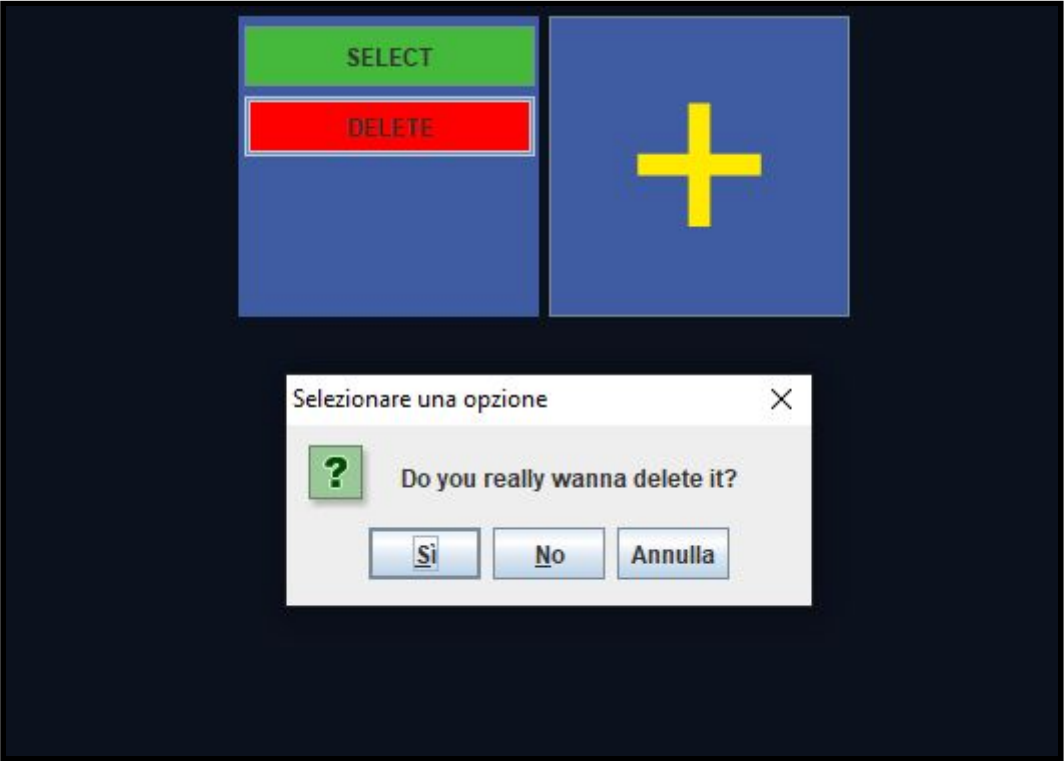 SELECT
DELETE
Selezionare una opzione
?
Do you really wanna delete it?
Sì No Annulla